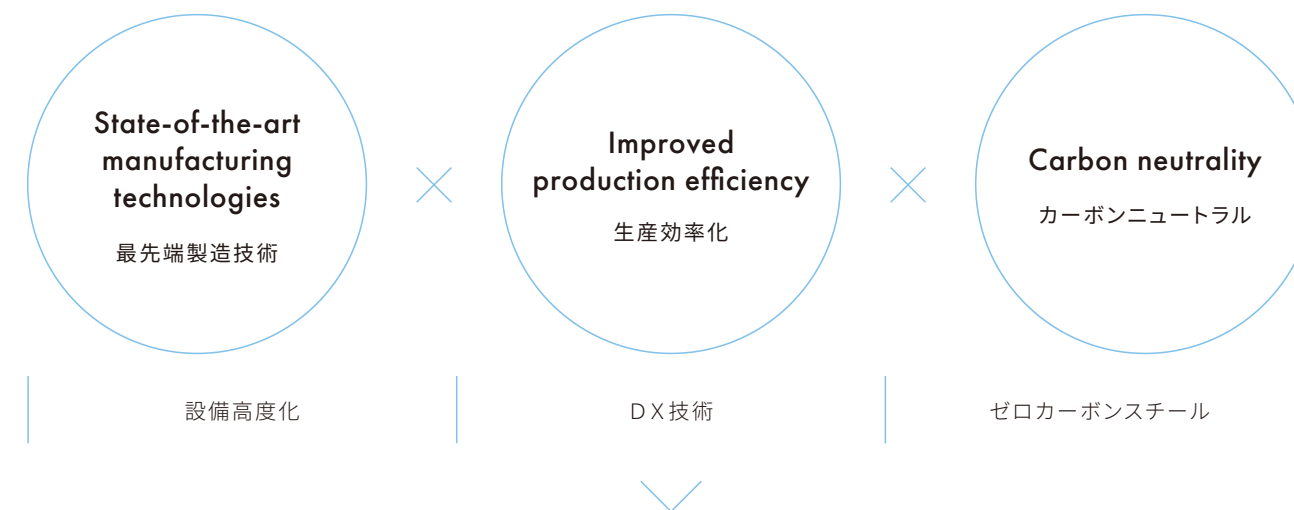 State-of-the-art
manufacturing
technologies
最先端製造技術
Improved
production efficiency
生産効率化
Carbon neutrality
カーボンニュートラル
設備高度化
DX技術
ゼロカーボンスチール